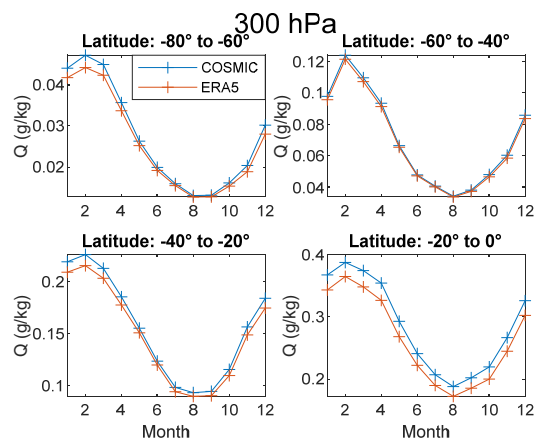 300 hPa
Latitude: -80° to -60°
Latitude: -60° to -40°
Q (g/kg)
0.04
0.03
0.02
2 4 6 8 10 12
COSMIC
ERA5
Q (g/kg)
0.12
0.1
0.08
0.06
0.04
2 4 6 8 10 12
Latitude: -40° to -20°
Latitude: -20° to 0°
Q (g/kg)
0.2
0.15
0.1
2 4 6 8 10 12
Month
Q (g/kg)
0.4
0.3
0.2
2 4 6 8 10 12
Month